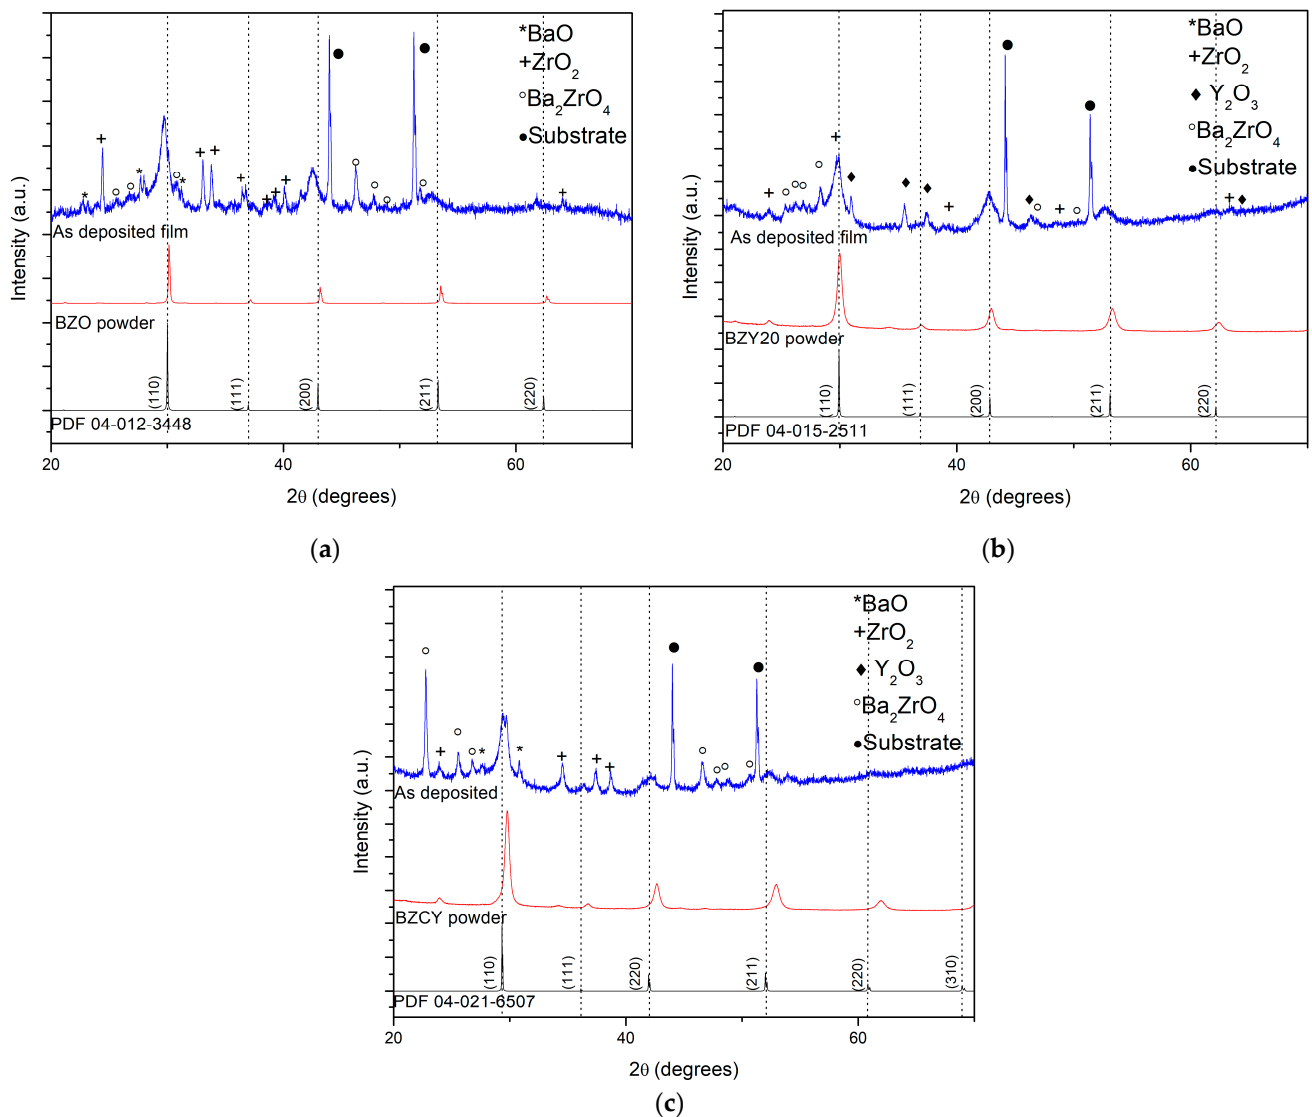 *BaO
+ZrO2
○Ba2ZrO4
●Substrate
Intensity (a.u.)
As deposited film
BZO powder
(110)
(111)
(200)
(211)
(220)
PDF 04-012-3448
20
40
60
2θ (degrees)
(a)
*BaO
+ZrO2
◆ Y2O3
○Ba2ZrO4
●Substrate
Intensity (a.u.)
As deposited film
BZY20 powder
(110)
(111)
(200)
(211)
(220)
PDF 04-015-2511
20
40
60
2θ (degrees)
(b)
*BaO
+ZrO2
◆ Y2O3
○Ba2ZrO4
●Substrate
Intensity (a.u.)
As deposited
BZCY powder
(110)
(111)
(220)
(211)
(220)
(310)
PDF 04-021-6507
20
40
60
2θ (degrees)
(c)